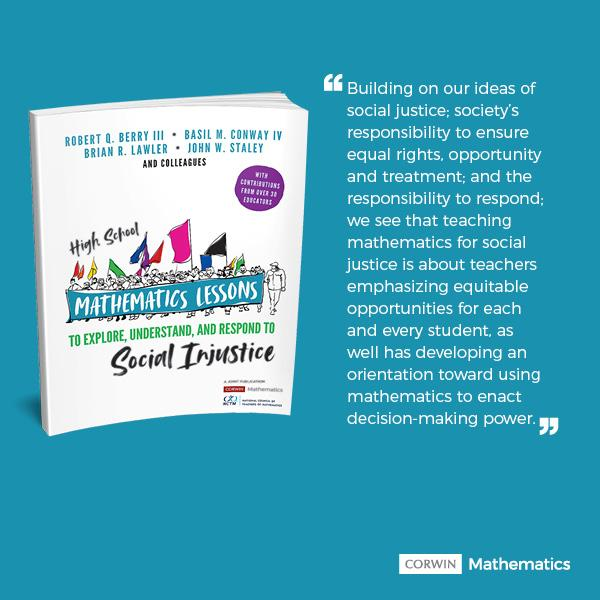 ROBERT Q. BERRY III • BASIL M. CONWAY IV
BRIAN R. LAWLER • JOHN W. STALEY
AND COLLEAGUES
WITH
CONTRIBUTIONS
FROM OVER 30
EDUCATORS
High School
MATHEMATICS LESSONS
TO EXPLORE, UNDERSTAND, AND RESPOND TO
Social Injustice
A JOINT PUBLICATION
CORWIN Mathematics
NCTM
NATIONAL COUNCIL OF
TEACHERS OF MATHEMATICS
“ Building on our ideas of
social justice; society’s
responsibility to ensure
equal rights, opportunity
and treatment; and the
responsibility to respond;
we see that teaching
mathematics for social
justice is about teachers
emphasizing equitable
opportunities for each
and every student, as
well has developing an
orientation toward using
mathematics to enact
decision-making power. ”
CORWIN Mathematics